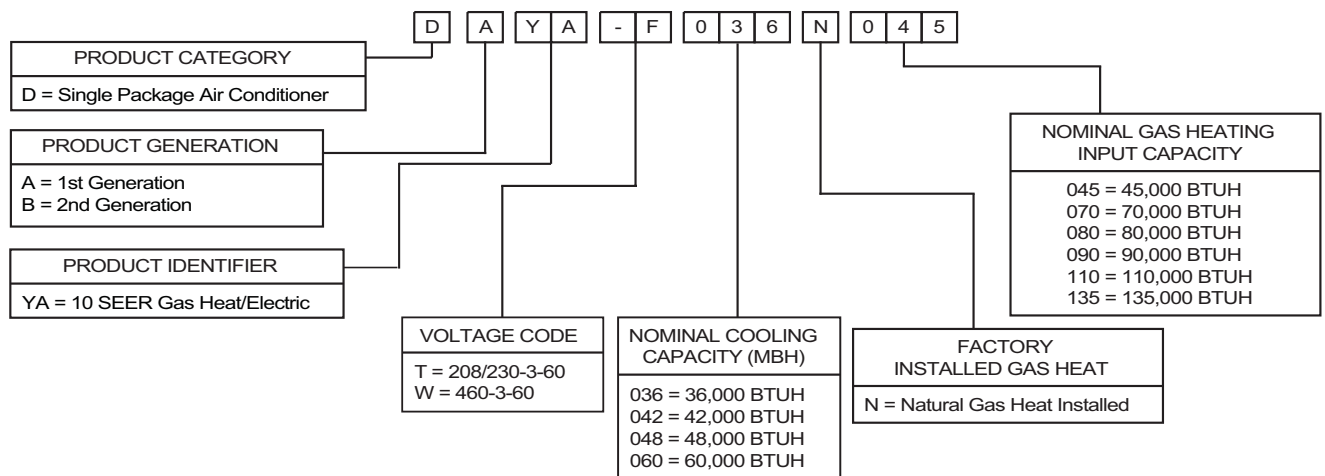 D A Y A - F 0 3 6 N 0 4 5
PRODUCT CATEGORY
D = Single Package Air Conditioner
PRODUCT GENERATION
A = 1st Generation
B = 2nd Generation
PRODUCT IDENTIFIER
YA = 10 SEER Gas Heat/Electric
VOLTAGE CODE
T = 208/230-3-60
W = 460-3-60
NOMINAL COOLING
CAPACITY (MBH)
036 = 36,000 BTUH
042 = 42,000 BTUH
048 = 48,000 BTUH
060 = 60,000 BTUH
FACTORY
INSTALLED GAS HEAT
N = Natural Gas Heat Installed
NOMINAL GAS HEATING
INPUT CAPACITY
045 = 45,000 BTUH
070 = 70,000 BTUH
080 = 80,000 BTUH
090 = 90,000 BTUH
110 = 110,000 BTUH
135 = 135,000 BTUH